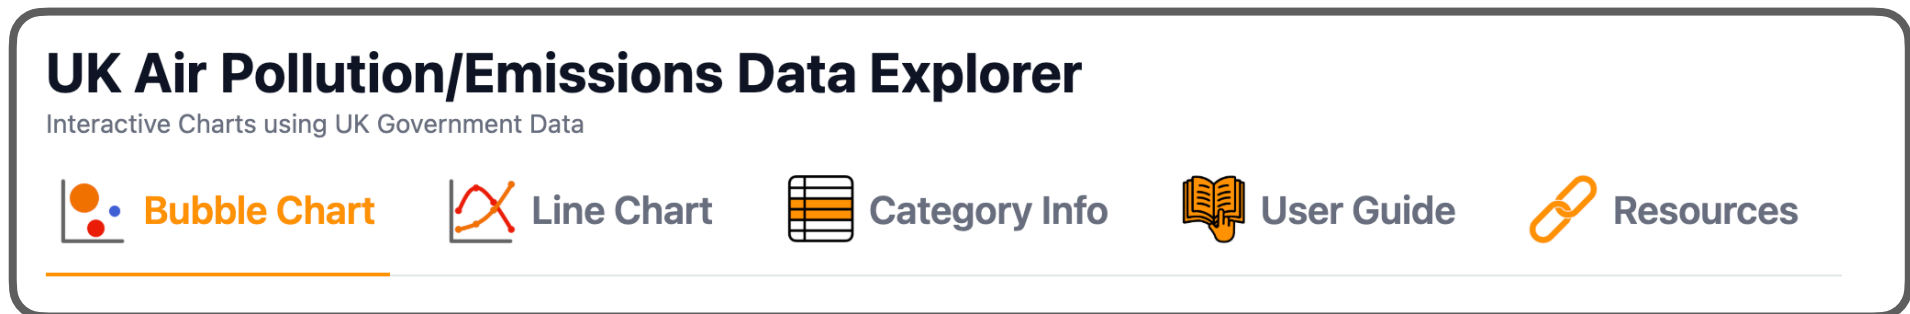 UK Air Pollution/Emissions Data Explorer
Interactive Charts using UK Government Data
Bubble Chart Line Chart Category Info User Guide Resources